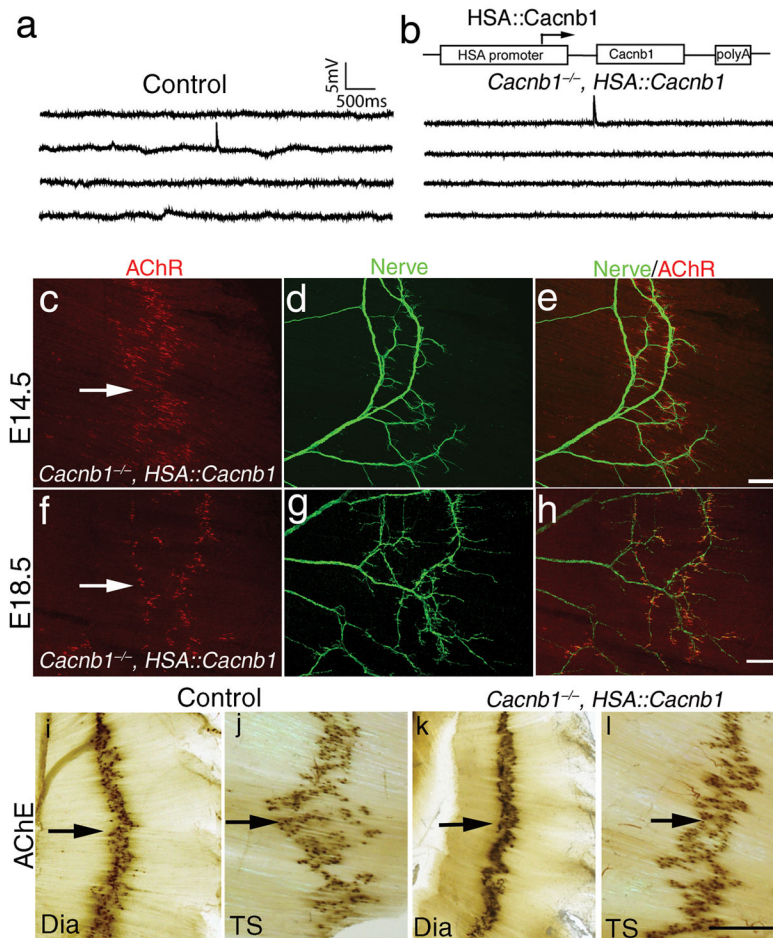 a
b
HSA::Cacnb1
HSA promoter
Cacnb1
polyA
Control
5mV
500ms
Cacnb1–/–, HSA::Cacnb1
AChR
Nerve
Nerve/AChR
E14.5
c
d
e
Cacnb1–/–, HSA::Cacnb1
E18.5
f
g
h
Cacnb1–/–, HSA::Cacnb1
Control
Cacnb1–/–, HSA::Cacnb1
AChE
i
j
k
l
Dia
TS
Dia
TS